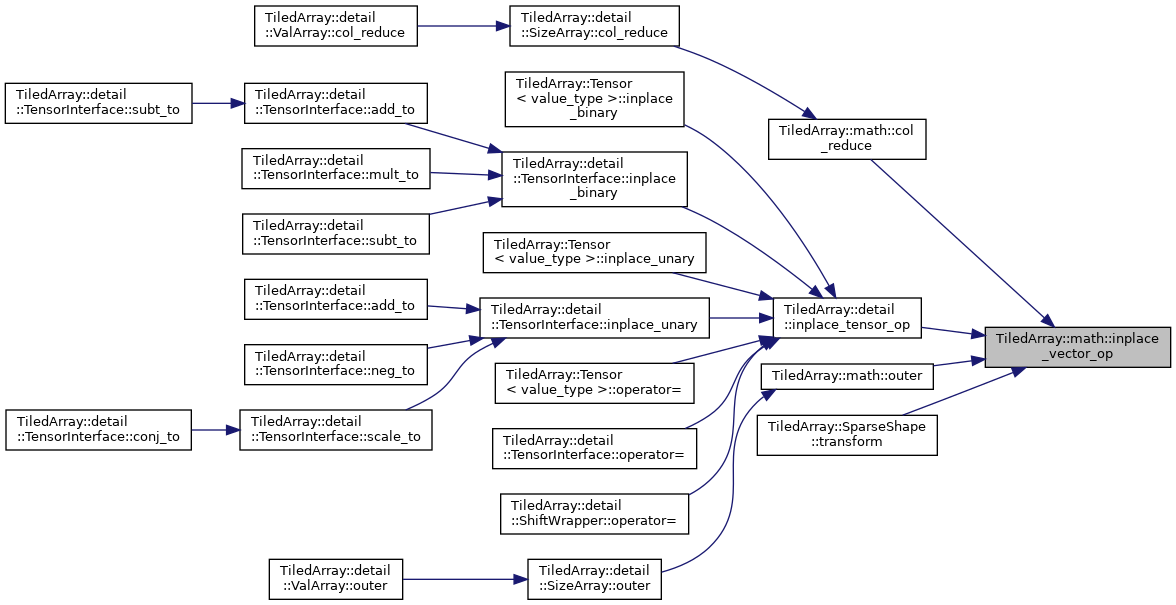 TiledArray::detail
::ValArray::col_reduce
TiledArray::detail
::SizeArray::col_reduce
TiledArray::Tensor
< value_type >::inplace
_binary
TiledArray::detail
::TensorInterface::subt_to
TiledArray::detail
::TensorInterface::add_to
TiledArray::math::col
_reduce
TiledArray::detail
::TensorInterface::mult_to
TiledArray::detail
::TensorInterface::inplace
_binary
TiledArray::detail
::TensorInterface::subt_to
TiledArray::Tensor
< value_type >::inplace_unary
TiledArray::detail
::TensorInterface::add_to
TiledArray::detail
::TensorInterface::inplace_unary
TiledArray::detail
::inplace_tensor_op
TiledArray::math::inplace
_vector_op
TiledArray::detail
::TensorInterface::neg_to
TiledArray::Tensor
< value_type >::operator=
TiledArray::math::outer
TiledArray::detail
::TensorInterface::conj_to
TiledArray::detail
::TensorInterface::scale_to
TiledArray::detail
::TensorInterface::operator=
TiledArray::SparseShape
::transform
TiledArray::detail
::ShiftWrapper::operator=
TiledArray::detail
::ValArray::outer
TiledArray::detail
::SizeArray::outer